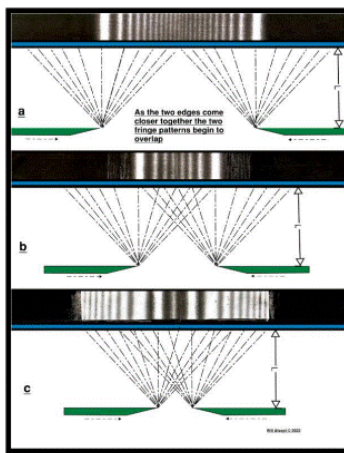 a
L
As the two edges come
closer together the two
fringe patterns begin to
overlap
b
L
c
L